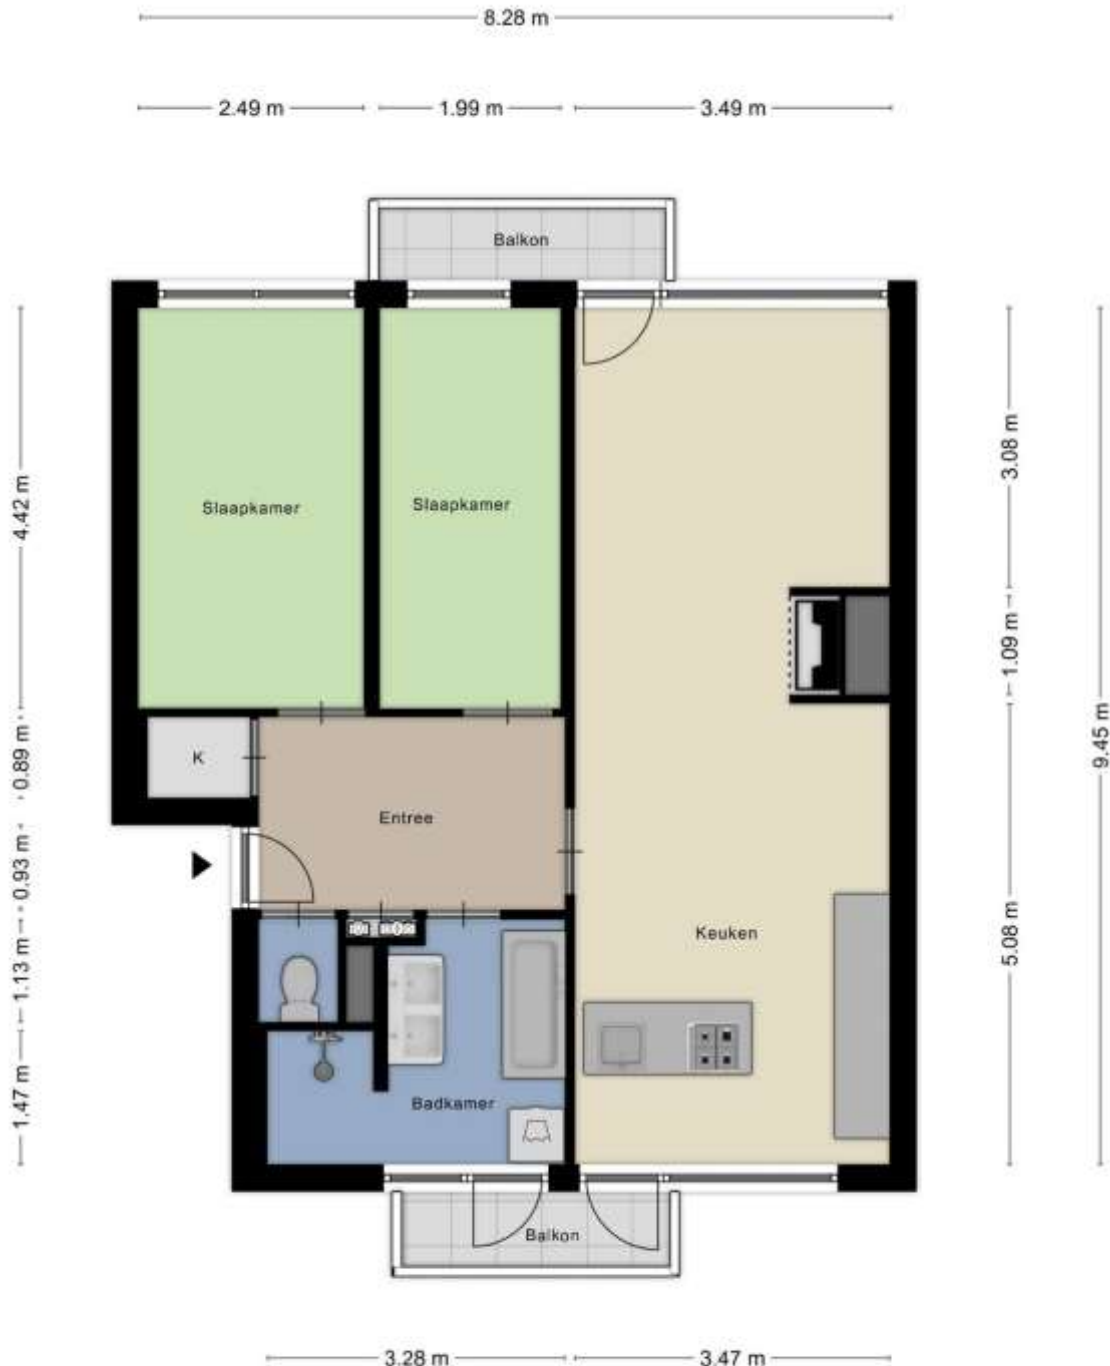 8.28 m
2.49 m
1.99 m
3.49 m
Balkon
4.42 m
3.08 m
Slaapkamer
Slaapkamer
1.09 m
0.89 m
K
9.45 m
Entree
0.93 m
Keuken
5.08 m
1.13 m
1.47 m
Badkamer
Balkon
3.28 m
3.47 m